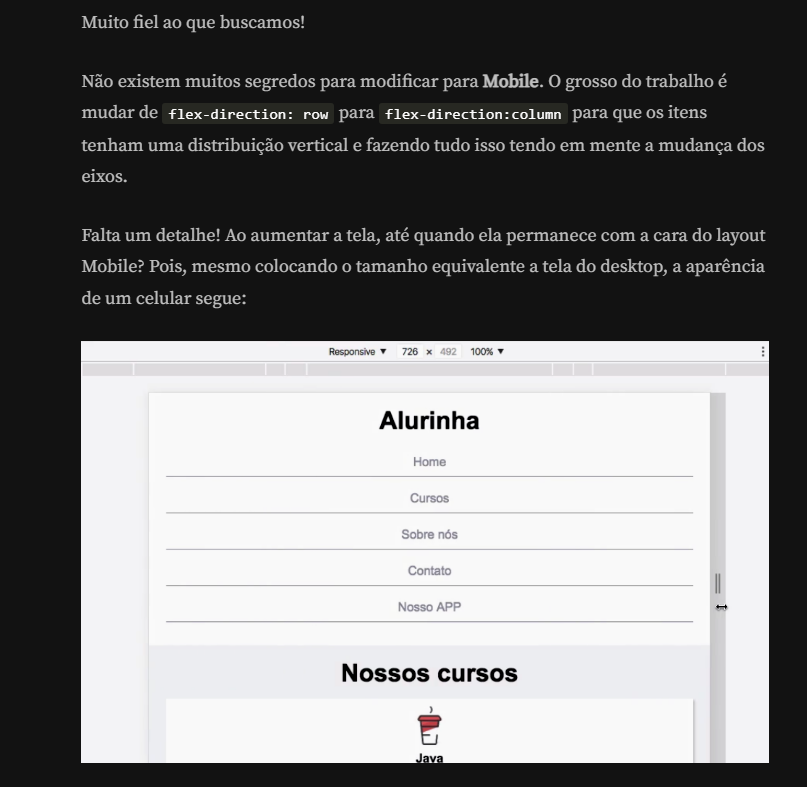 Muito fiel ao que buscamos!
Não existem muitos segredos para modificar para Mobile. O grosso do trabalho é
mudar de flex-direction: row para flex-direction:column para que os itens
tenham uma distribuição vertical e fazendo tudo isso tendo em mente a mudança dos
eixos.
Falta um detalhe! Ao aumentar a tela, até quando ela permanece com a cara do layout
Mobile? Pois, mesmo colocando o tamanho equivalente a tela do desktop, a aparência
de um celular segue:
Responsive ▼ 726 × 492 100% ▼
Alurinha
Home
Cursos
Sobre nós
Contato
Nosso APP
Nossos cursos
Java